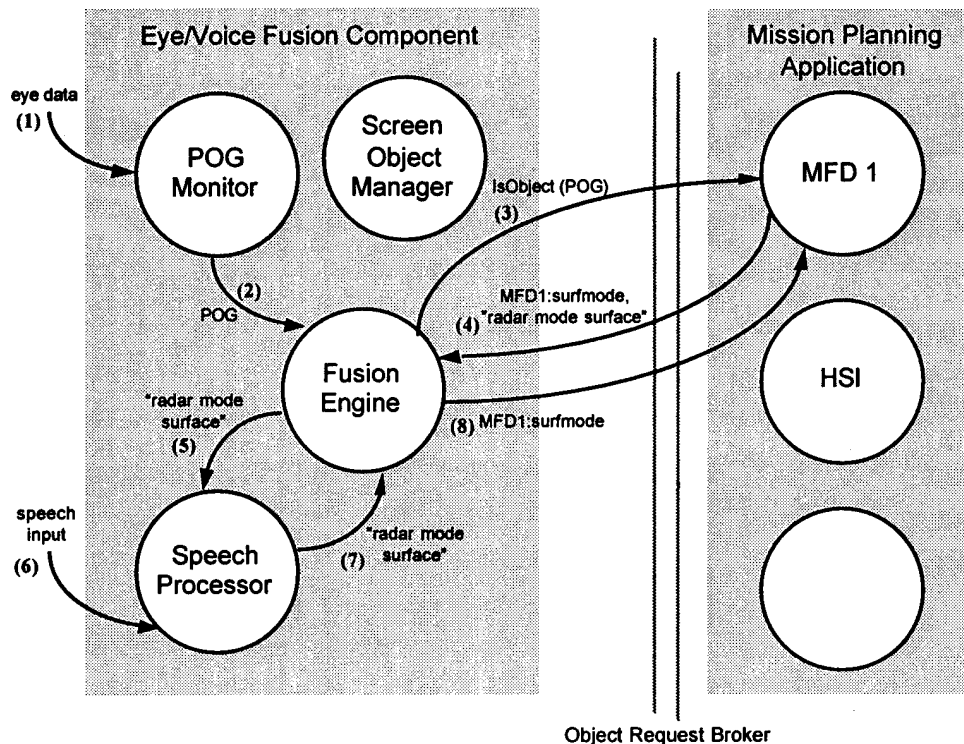 Eye/Voice Fusion Component
Mission Planning
Application
eye data
(1)
POG
Monitor
Screen
Object
Manager
IsObject (POG)
(3)
MFD 1
(2)
POG
MFD1:surfmode,
(4) "radar mode surface"
Fusion
Engine
HSI
"radar mode
surface"
(5)
(8) MFD1:surfmode
speech
input
(6)
Speech
Processor
"radar mode
surface"
(7)
Object Request Broker